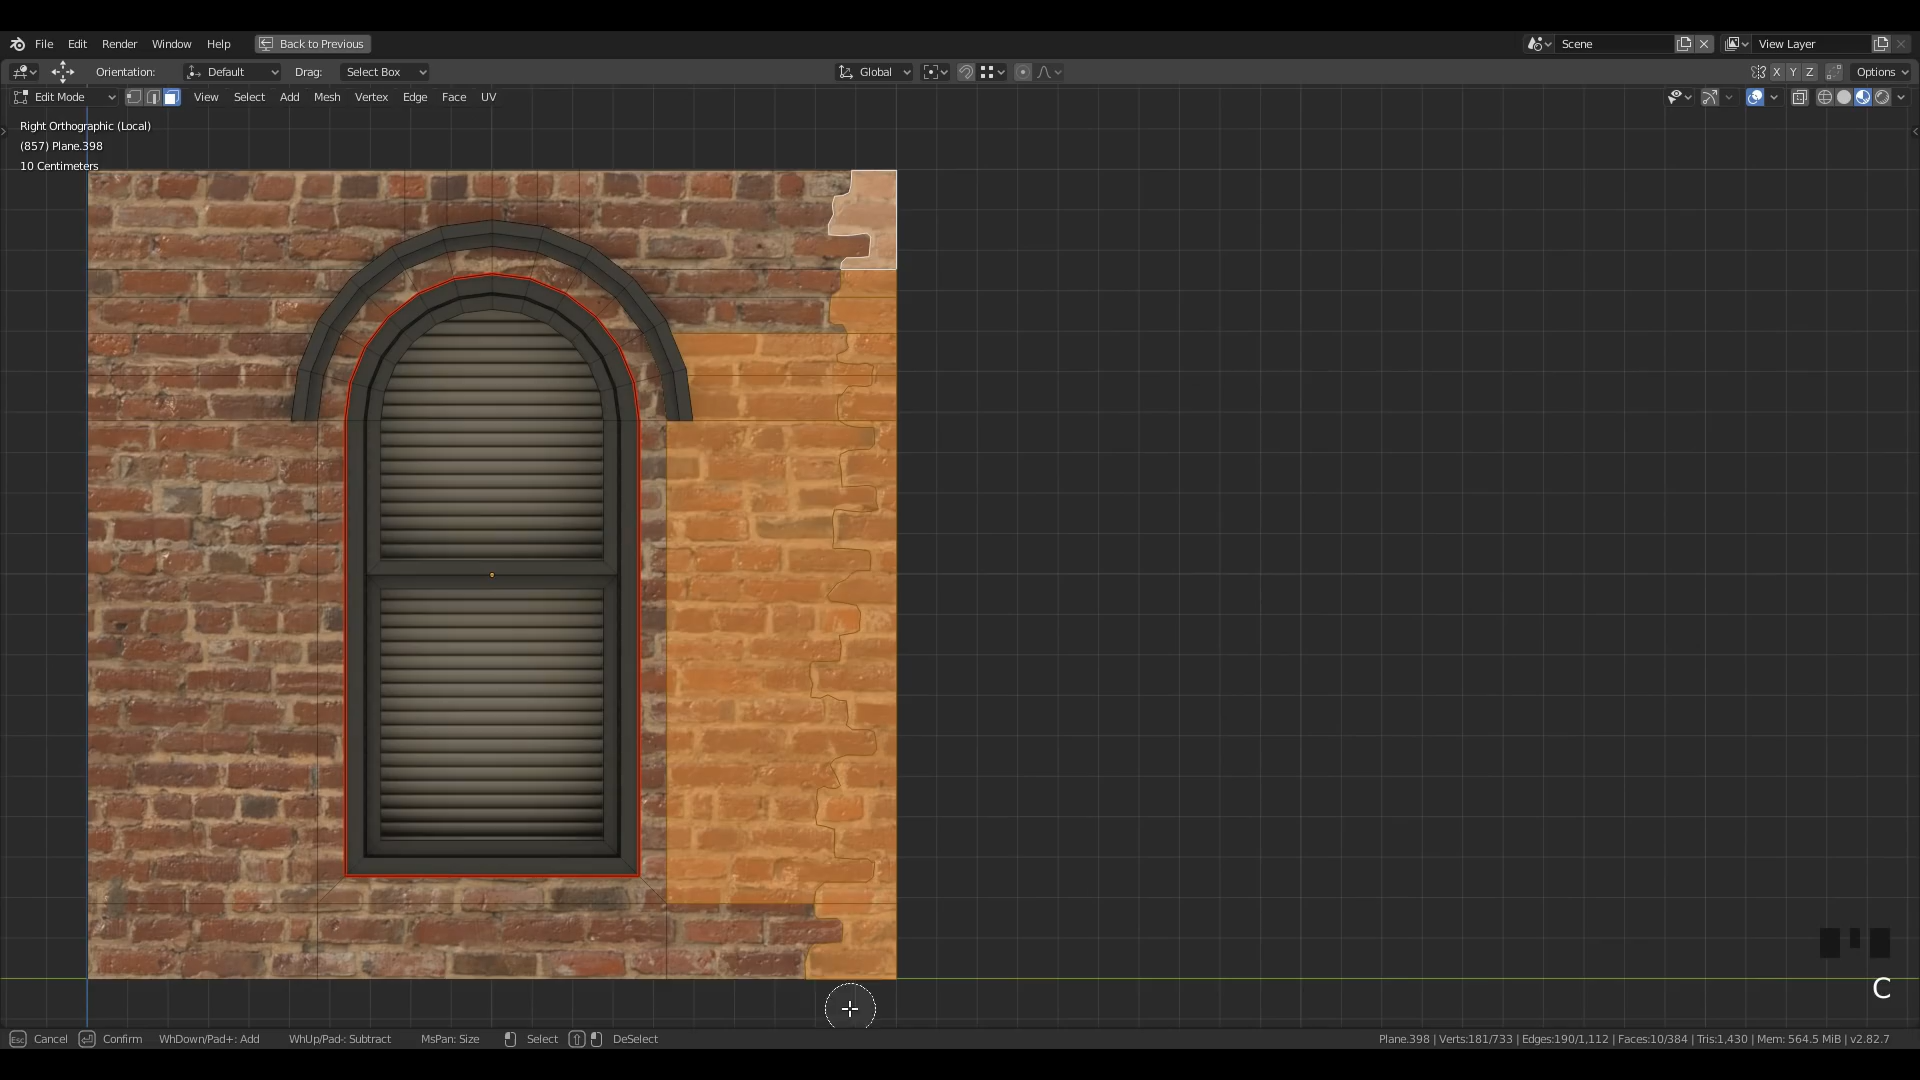 File Edit Render Window Help Back to Previous Scene View Layer
Orientation: Default Drag: Select Box Global X Y Z Options
Edit Mode View Select Add Mesh Vertex Edge Face UV
Right Orthographic (Local)
(857) Plane.398
10 Centimeters
C
Esc Cancel Confirm WhDown/Pad+: Add WhUp/Pad-: Subtract MsPan: Size Select DeSelect Plane.398 | Verts:181/733 | Edges:190/1,112 | Faces:10/384 | Tris:1,430 | Mem: 564.5 MiB | v2.82.7